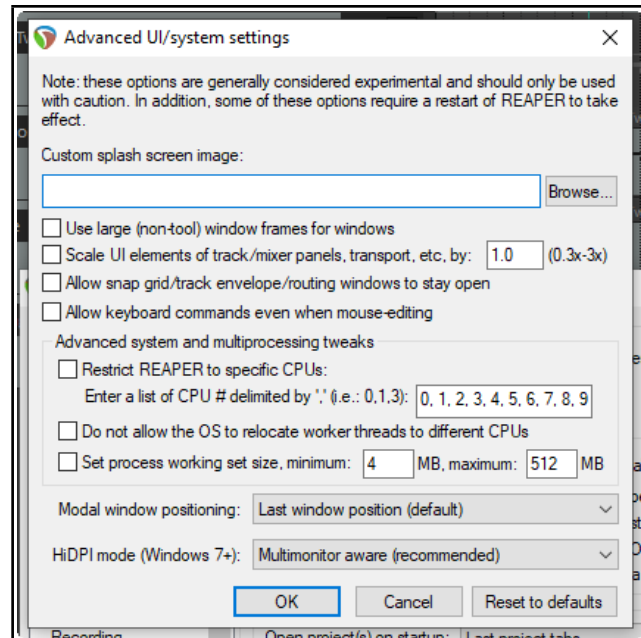 Advanced UI/system settings
Note: these options are generally considered experimental and should only be used
with caution. In addition, some of these options require a restart of REAPER to take
effect.
Custom splash screen image:
Browse...
Use large (non-tool) window frames for windows
Scale UI elements of track/mixer panels, transport, etc, by: 1.0 (0.3x-3x)
Allow snap grid/track envelope/routing windows to stay open
Allow keyboard commands even when mouse-editing
Advanced system and multiprocessing tweaks
Restrict REAPER to specific CPUs:
Enter a list of CPU # delimited by ',' (i.e.: 0,1,3): 0, 1, 2, 3, 4, 5, 6, 7, 8, 9
Do not allow the OS to relocate worker threads to different CPUs
Set process working set size, minimum: 4 MB, maximum: 512 MB
Modal window positioning: Last window position (default)
HiDPI mode (Windows 7+): Multimonitor aware (recommended)
OK Cancel Reset to defaults
Recording Open project(s) on startup: Last project tabs